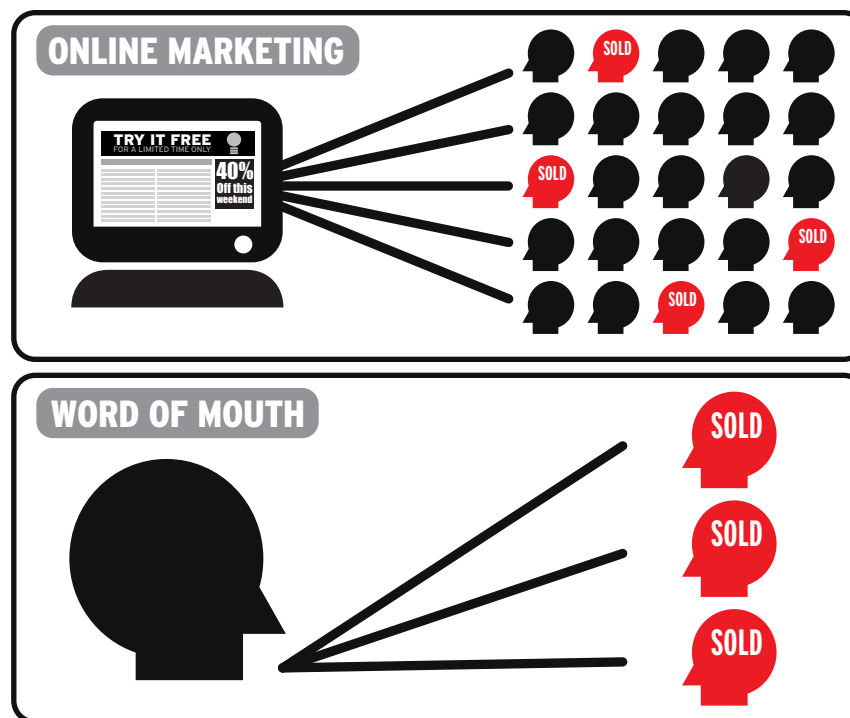 ONLINE MARKETING
SOLD
TRY IT FREE
FOR A LIMITED TIME ONLY
40%
Off this
weekend
SOLD
SOLD
SOLD
WORD OF MOUTH
SOLD
SOLD
SOLD